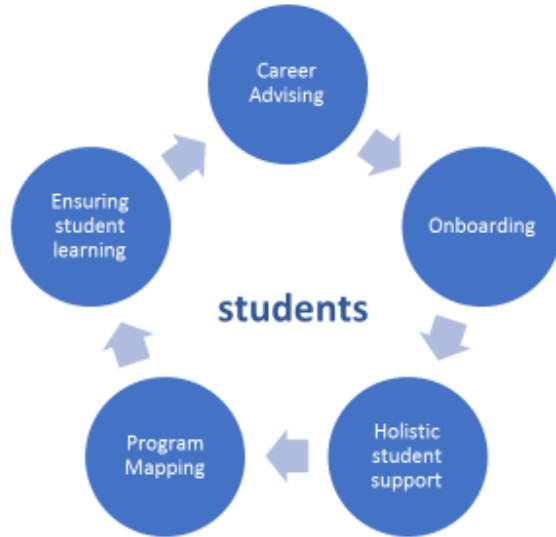 Career
Advising
Onboarding
Holistic
student
support
Program
Mapping
Ensuring
student
learning
students